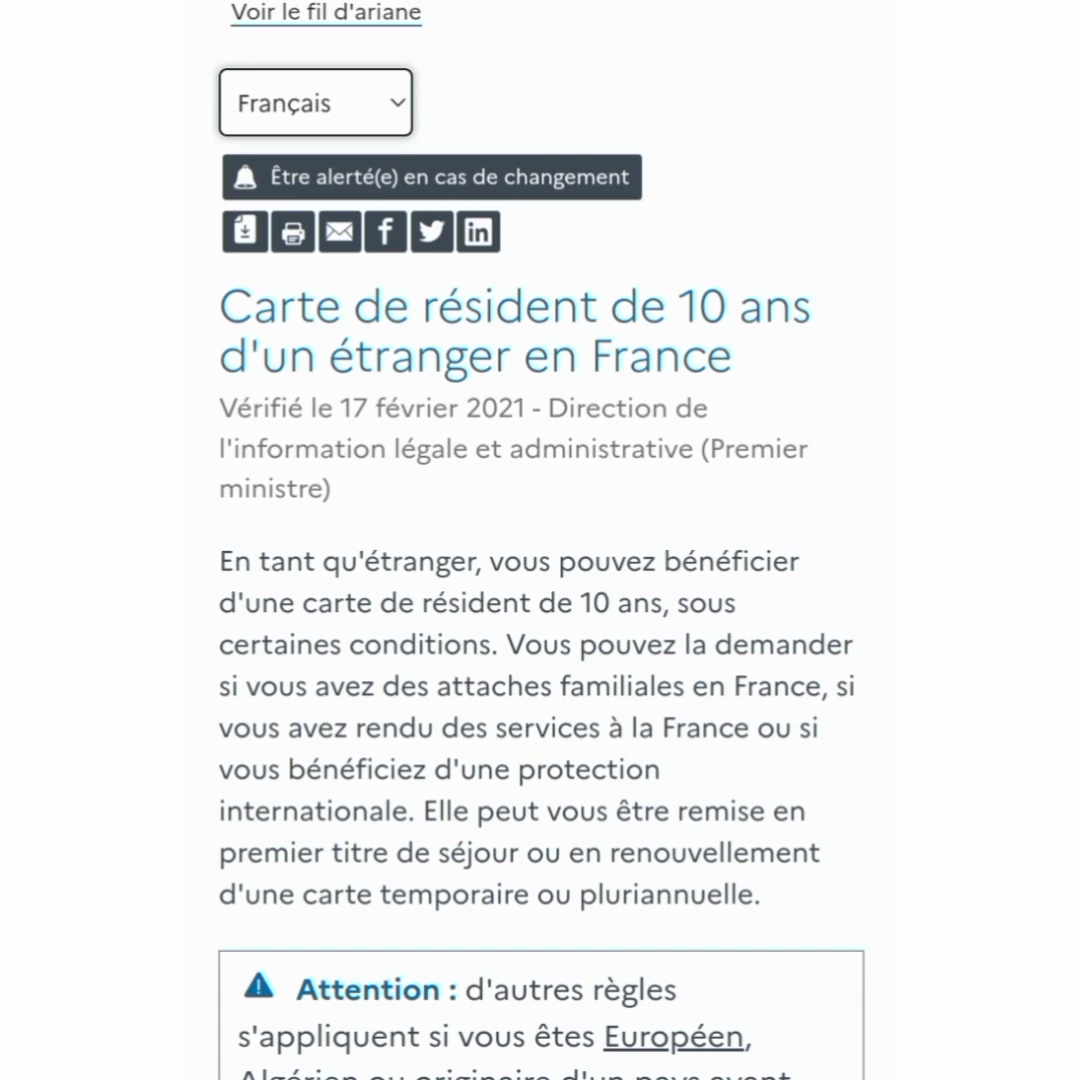 Voir le fil d'ariane
Français
Être alerté(e) en cas de changement
Carte de résident de 10 ans
d'un étranger en France
Vérifié le 17 février 2021 - Direction de
l'information légale et administrative (Premier
ministre)
En tant qu'étranger, vous pouvez bénéficier
d'une carte de résident de 10 ans, sous
certaines conditions. Vous pouvez la demander
si vous avez des attaches familiales en France, si
vous avez rendu des services à la France ou si
vous bénéficiez d'une protection
internationale. Elle peut vous être remise en
premier titre de séjour ou en renouvellement
d'une carte temporaire ou pluriannuelle.
Attention : d'autres règles
s'appliquent si vous êtes Européen,
Algérien ou originaire d'un pays ayant